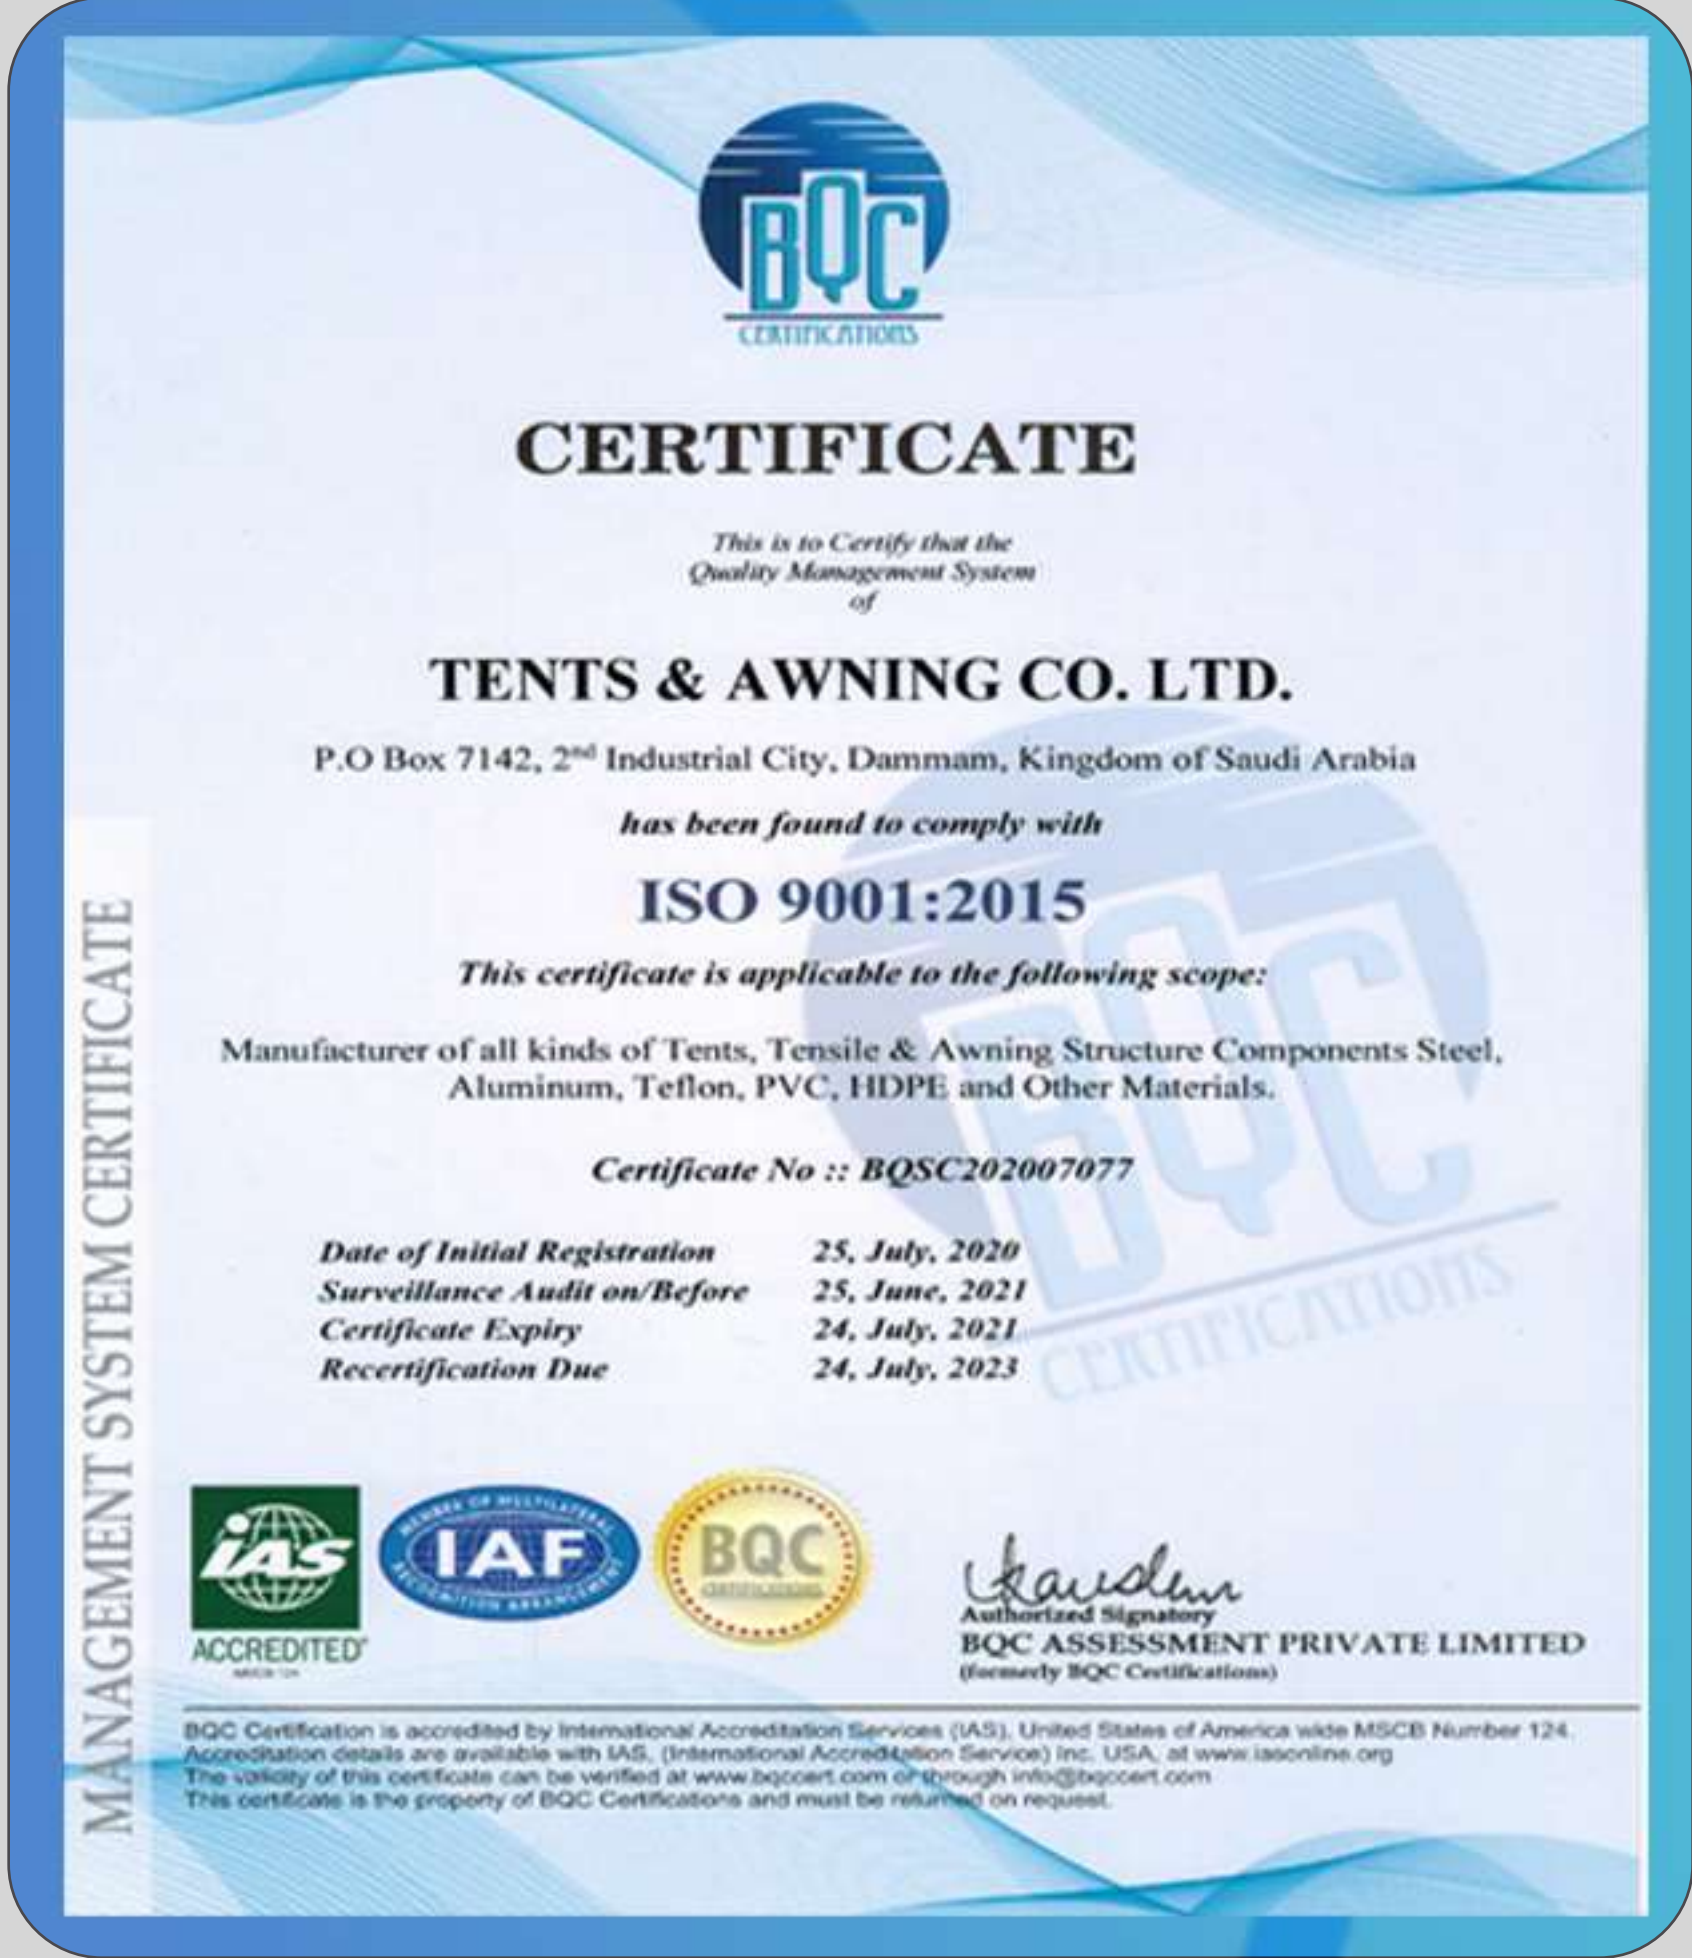 BQC
CERTIFICATIONS
CERTIFICATE
This is to Certify that the
Quality Management System
of
TENTS & AWNING CO. LTD.
P.O Box 7142, 2nd Industrial City, Dammam, Kingdom of Saudi Arabia
has been found to comply with
ISO 9001:2015
This certificate is applicable to the following scope:
Manufacturer of all kinds of Tents, Tensile & Awning Structure Components Steel,
Aluminum, Teflon, PVC, HDPE and Other Materials.
Certificate No :: BQSC202007077
Date of Initial Registration 25, July, 2020
Surveillance Audit on/Before 25, June, 2021
Certificate Expiry 24, July, 2021
Recertification Due 24, July, 2023
BQC
CERTIFICATIONS
MANAGEMENT SYSTEM CERTIFICATE
IAS
ACCREDITED
MEMBER OF MULTILATERAL
IAF
RECOGNITION ARRANGEMENT
BQC
CERTIFICATIONS
Authorized Signatory
BQC ASSESSMENT PRIVATE LIMITED
(formerly BQC Certifications)
BQC Certification is accredited by International Accreditation Services (IAS), United States of America wide MSCB Number 124.
Accreditation details are available with IAS, (International Accreditation Service) Inc. USA, at www.iasonline.org
The validity of this certificate can be verified at www.bqccert.com or through info@bqccert.com
This certificate is the property of BQC Certifications and must be returned on request.